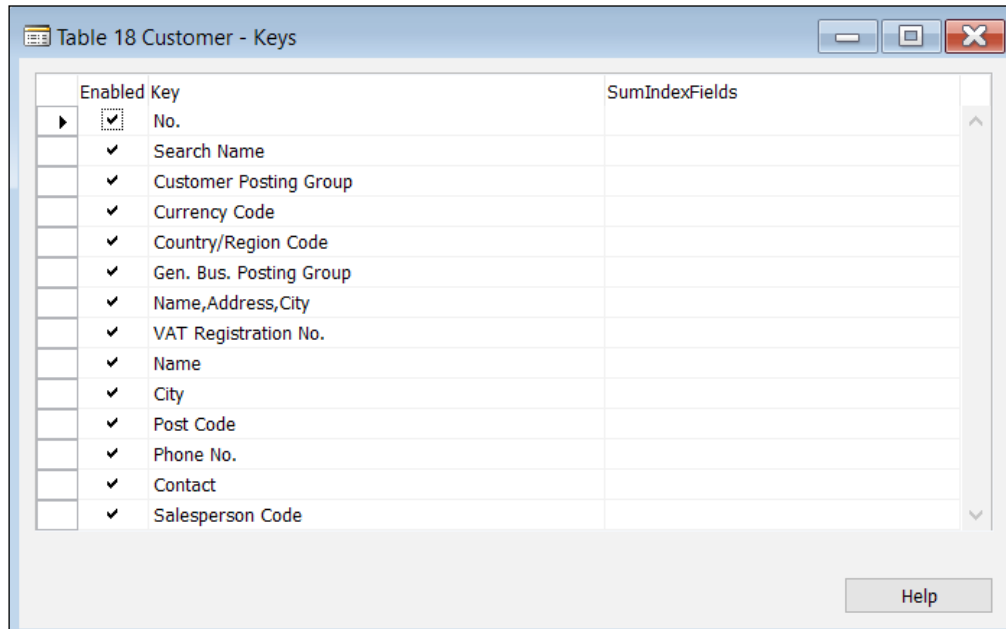 Table 18 Customer - Keys
Enabled Key SumIndexFields
No.
Search Name
Customer Posting Group
Currency Code
Country/Region Code
Gen. Bus. Posting Group
Name,Address,City
VAT Registration No.
Name
City
Post Code
Phone No.
Contact
Salesperson Code
Help